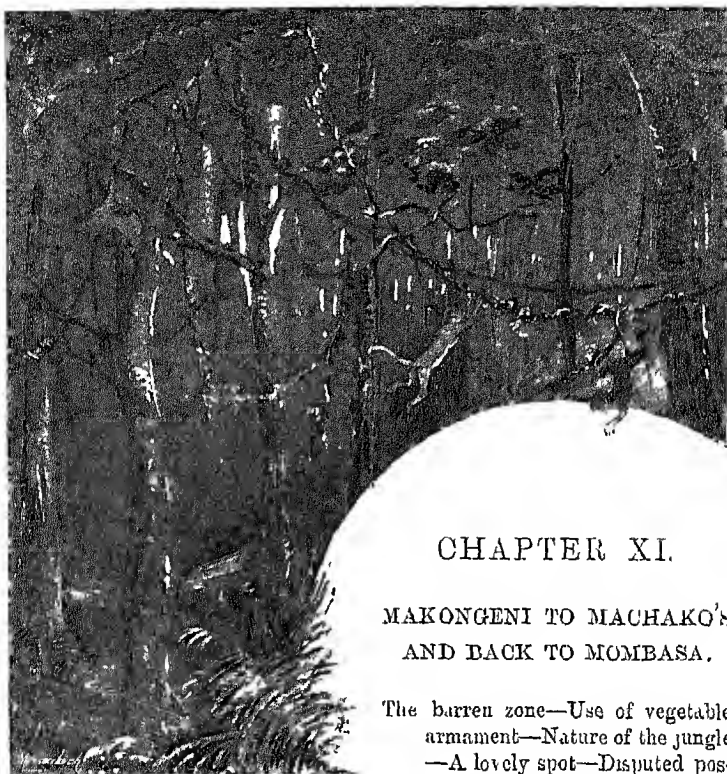 CHAPTER XI.
MAKONGENI TO MACHAKO'S
AND BACK TO MOMBASA.
The barren zone—Use of vegetable
armament—Nature of the jungle
—A lovely spot—Disputed pos